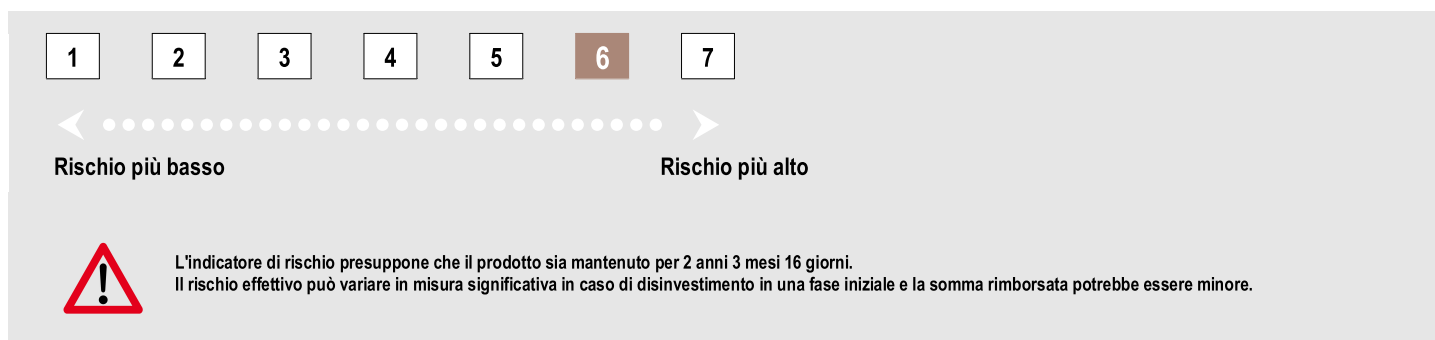 1 2 3 4 5 6 7
Rischio più basso Rischio più alto
L'indicatore di rischio presuppone che il prodotto sia mantenuto per 2 anni 3 mesi 16 giorni.
Il rischio effettivo può variare in misura significativa in caso di disinvestimento in una fase iniziale e la somma rimborsata potrebbe essere minore.